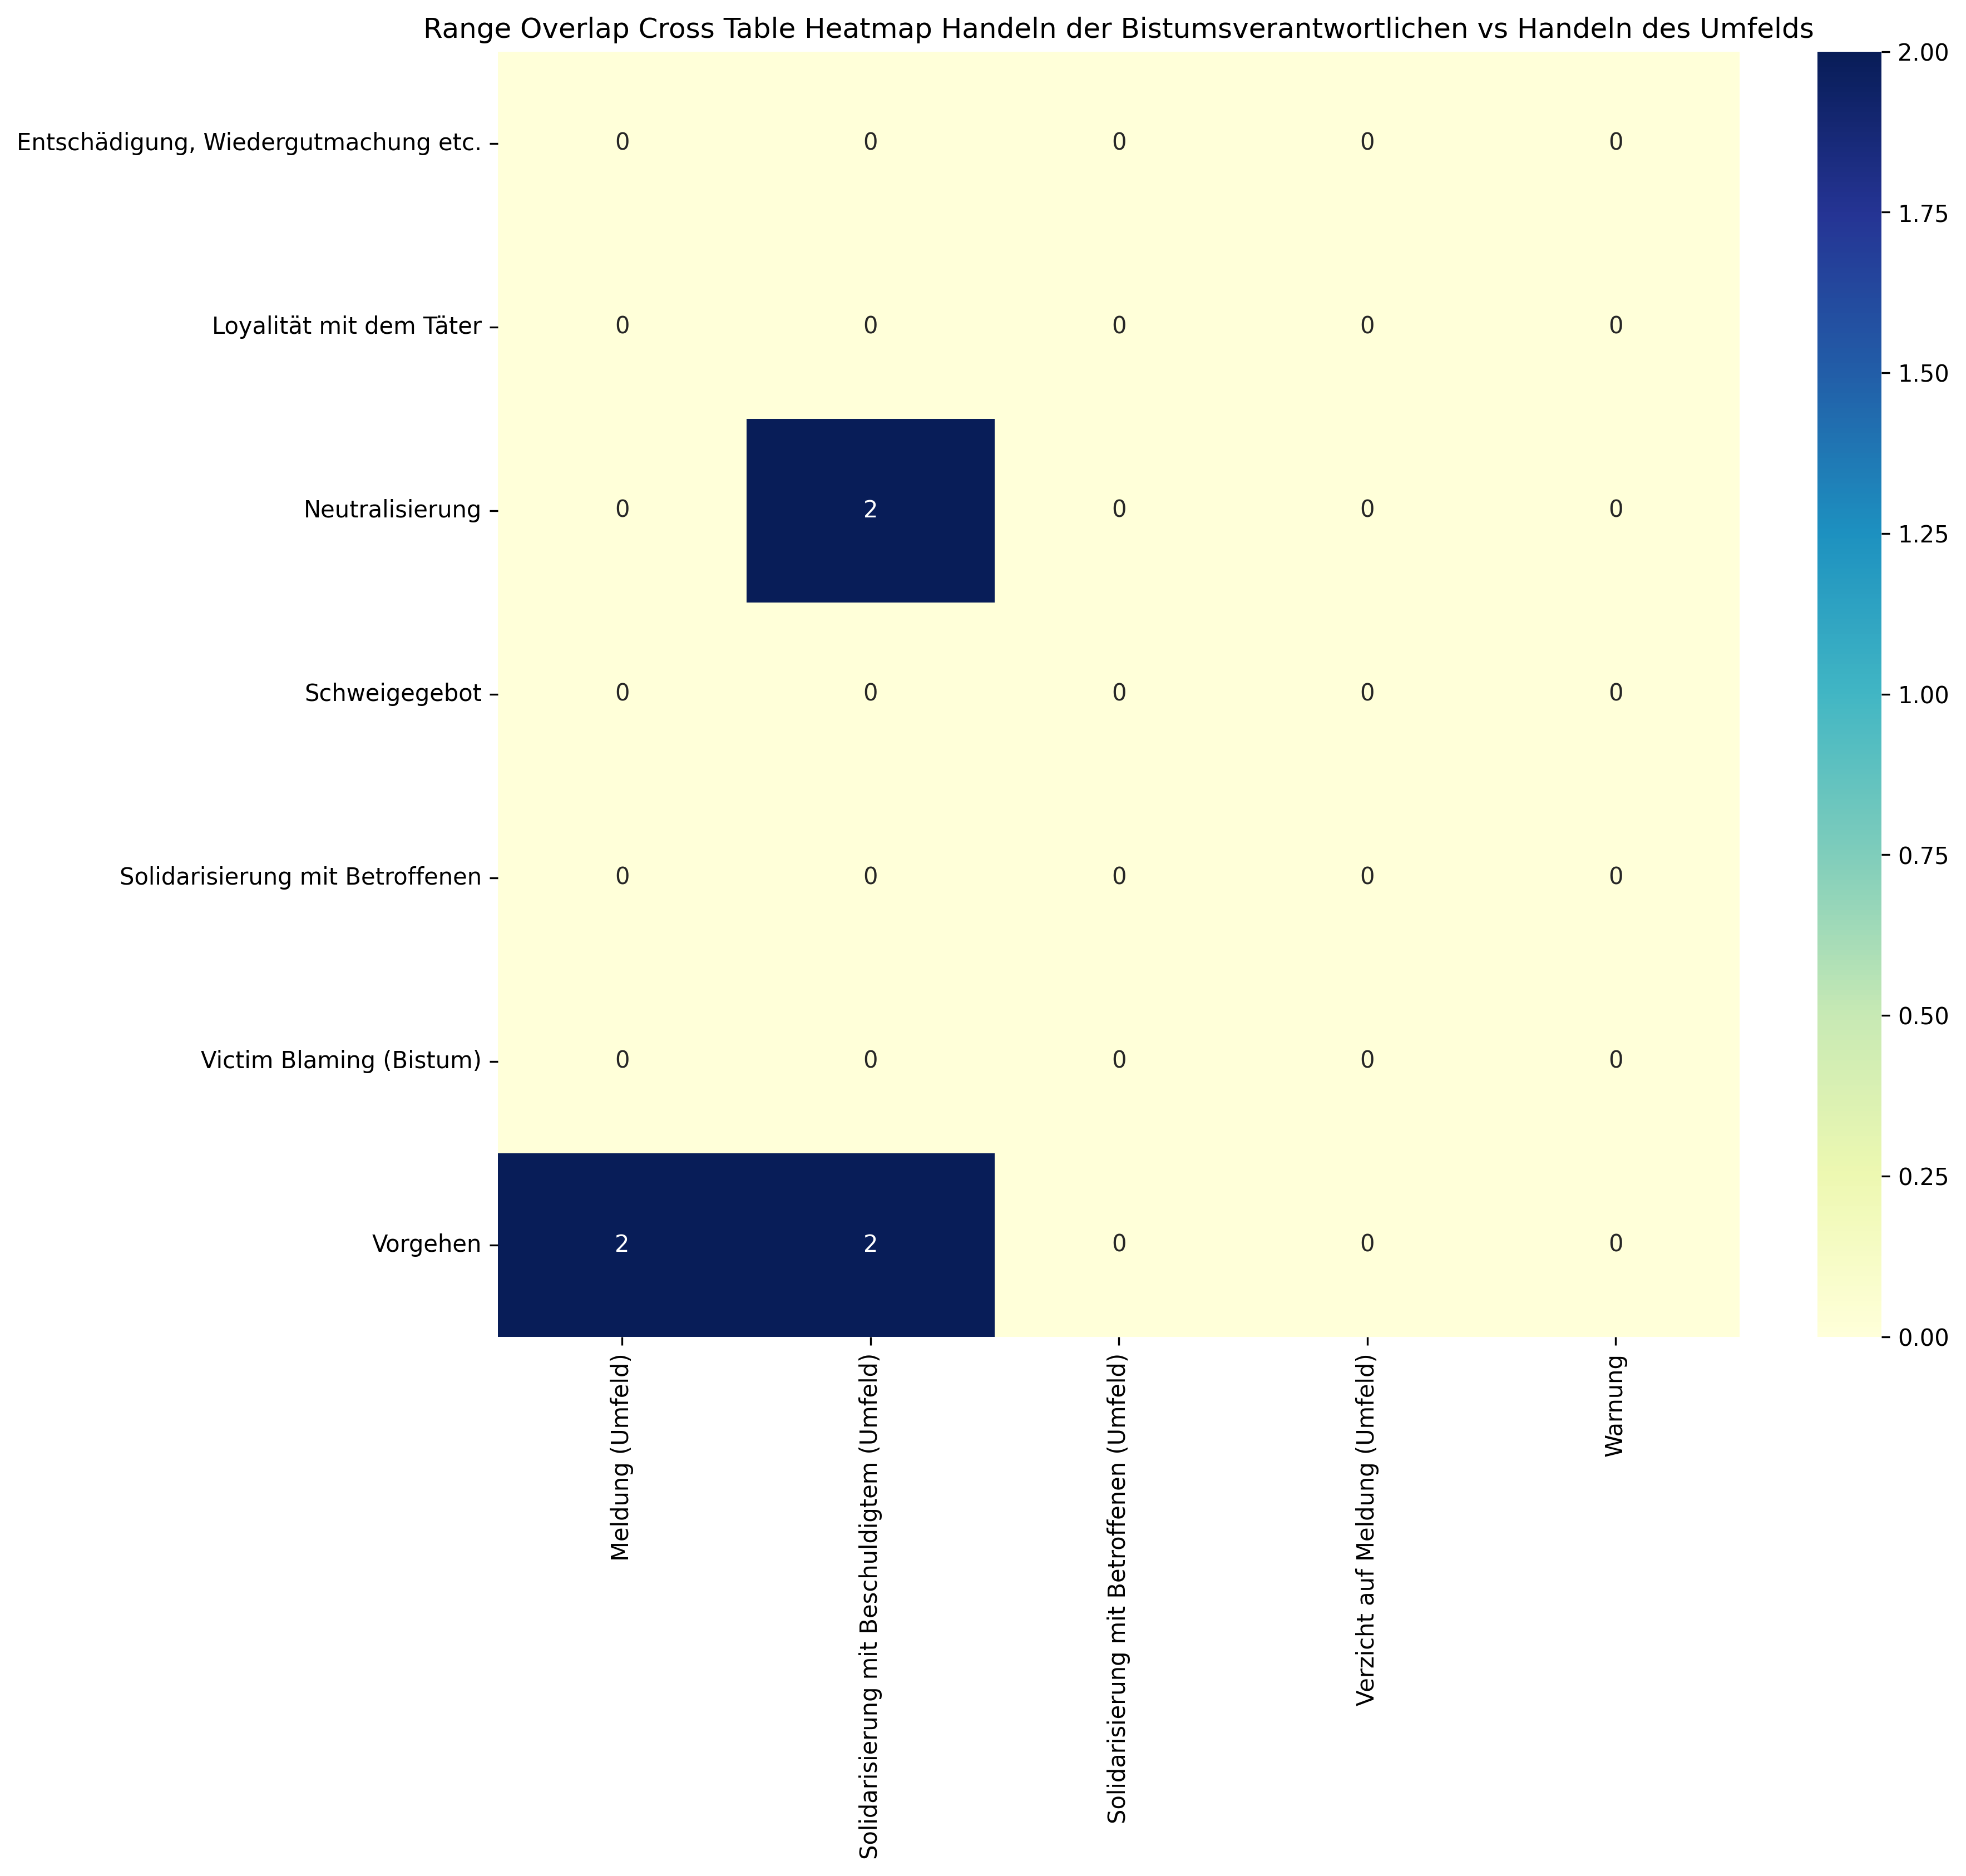 Range Overlap Cross Table Heatmap Handeln der Bistumsverantwortlichen vs Handeln des Umfelds
Entschädigung, Wiedergutmachung etc.
0 0 0 0 0
Loyalität mit dem Täter
0 0 0 0 0
Neutralisierung
0 2 0 0 0
Schweigegebot
0 0 0 0 0
Solidarisierung mit Betroffenen
0 0 0 0 0
Victim Blaming (Bistum)
0 0 0 0 0
Vorgehen
2 2 0 0 0
Meldung (Umfeld)
Solidarisierung mit Beschuldigtem (Umfeld)
Solidarisierung mit Betroffenen (Umfeld)
Verzicht auf Meldung (Umfeld)
Warnung
2.00
1.75
1.50
1.25
1.00
0.75
0.50
0.25
0.00